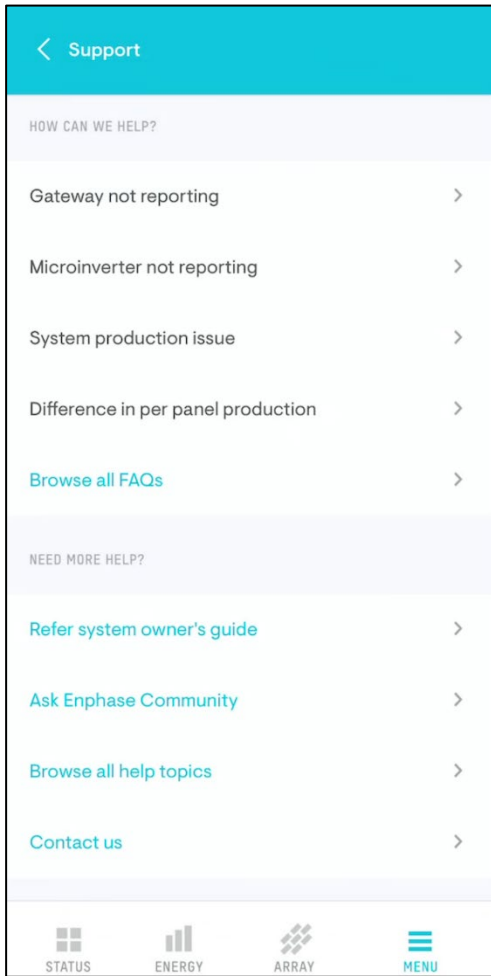 Support
HOW CAN WE HELP?
Gateway not reporting
Microinverter not reporting
System production issue
Difference in per panel production
Browse all FAQs
NEED MORE HELP?
Refer system owner's guide
Ask Enphase Community
Browse all help topics
Contact us
STATUS ENERGY ARRAY MENU